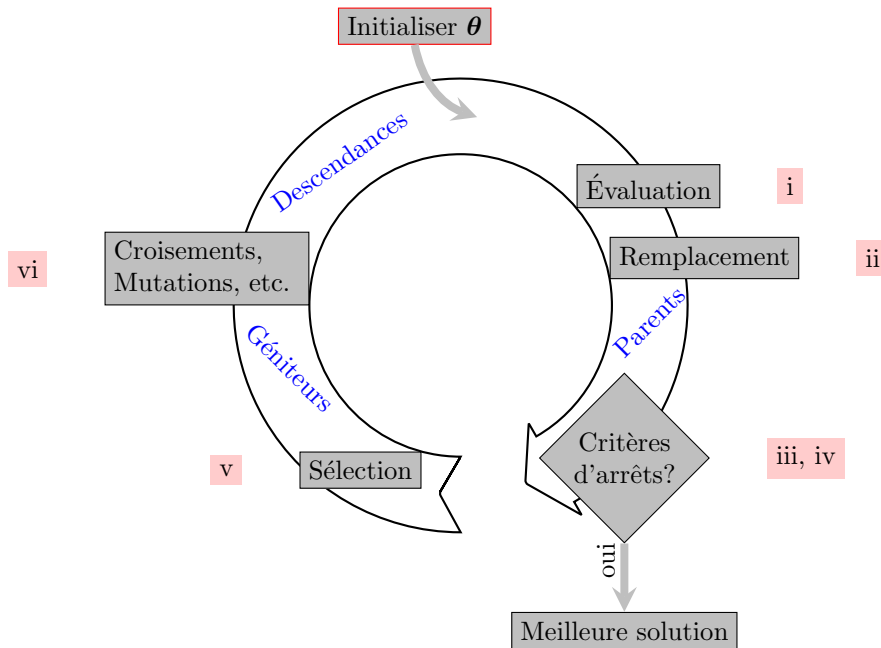 Initialiser θ
Descendances
Évaluation
i
Croisements,
Mutations, etc.
vi
Remplacement
ii
Parents
Géniteurs
Critères
d'arrêts?
iii, iv
Sélection
v
oui
Meilleure solution